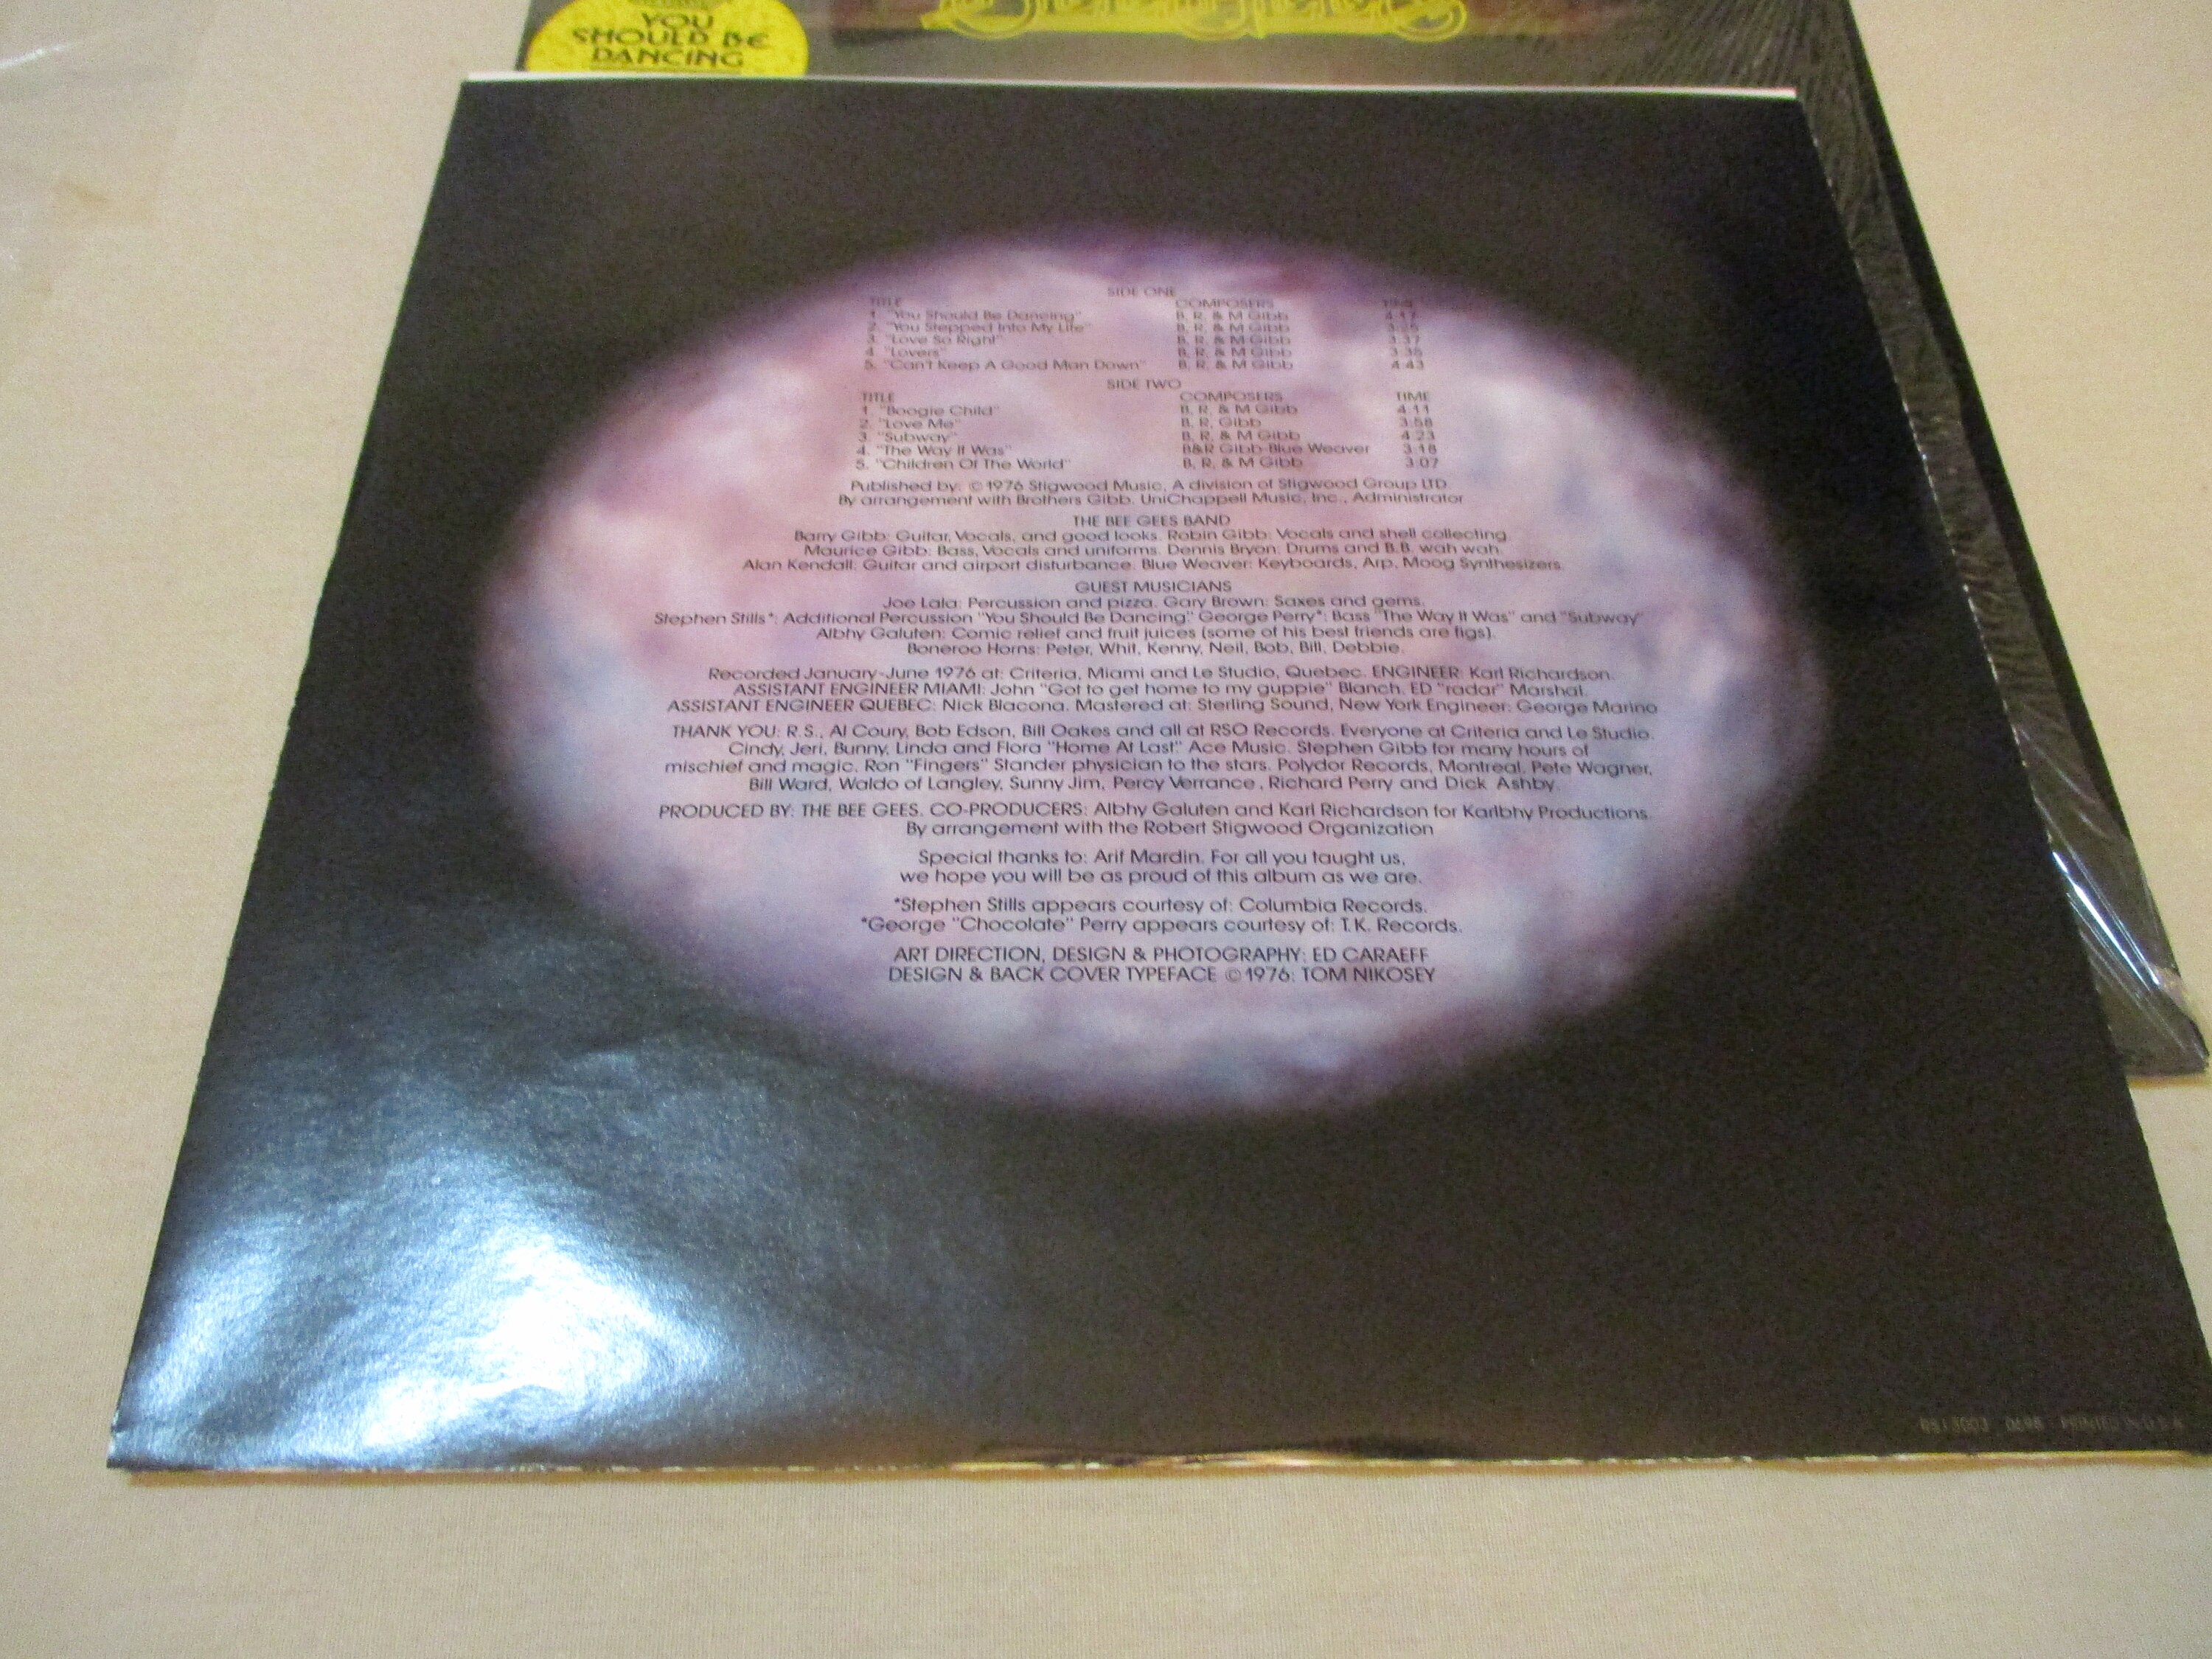 YOU
SHOULD BE
DANCING
SIDE ONE
TITLE COMPOSERS TIME
1. "You Should Be Dancing" B, R, & M Gibb 4:17
2. "You Stepped Into My Life" B, R, & M Gibb 3:25
3. "Love So Right" B, R, & M Gibb 3:37
4. "Lovers" B, R, & M Gibb 3:35
5. "Can't Keep A Good Man Down" B, R, & M Gibb 4:43
SIDE TWO
TITLE COMPOSERS TIME
1. "Boogie Child" B, R, & M Gibb 4:11
2. "Love Me" B, R, Gibb 3:58
3. "Subway" B, R, & M Gibb 4:23
4. "The Way It Was" B&R Gibb-Blue Weaver 3:18
5. "Children Of The World" B, R, & M Gibb 3:07
Published by: ©1976 Stigwood Music, A division of Stigwood Group LTD.
By arrangement with Brothers Gibb. UniChappell Music, Inc., Administrator
THE BEE GEES BAND
Barry Gibb: Guitar, Vocals, and good looks. Robin Gibb: Vocals and shell collecting.
Maurice Gibb: Bass, Vocals and uniforms. Dennis Bryon: Drums and B.B. wah wah.
Alan Kendall: Guitar and airport disturbance. Blue Weaver: Keyboards, Arp, Moog Synthesizers.
GUEST MUSICIANS
Joe Lala: Percussion and pizza. Gary Brown: Saxes and gems.
Stephen Stills*: Additional Percussion "You Should Be Dancing." George Perry*: Bass "The Way It Was" and "Subway"
Albhy Galuten: Comic relief and fruit juices (some of his best friends are figs).
Boneroo Horns: Peter, Whit, Kenny, Neil, Bob, Bill, Debbie.
Recorded January-June 1976 at: Criteria, Miami and Le Studio, Quebec. ENGINEER: Karl Richardson.
ASSISTANT ENGINEER MIAMI: John "Got to get home to my guppie" Blanch. ED "radar" Marshal.
ASSISTANT ENGINEER QUEBEC: Nick Blacona. Mastered at: Sterling Sound, New York Engineer: George Marino
THANK YOU: R.S., Al Coury, Bob Edson, Bill Oakes and all at RSO Records. Everyone at Criteria and Le Studio.
Cindy, Jeri, Bunny, Linda and Flora "Home At Last." Ace Music. Stephen Gibb for many hours of
mischief and magic. Ron "Fingers" Stander physician to the stars. Polydor Records, Montreal, Pete Wagner,
Bill Ward, Waldo of Langley, Sunny Jim, Percy Verrance, Richard Perry and Dick Ashby.
PRODUCED BY: THE BEE GEES. CO-PRODUCERS: Albhy Galuten and Karl Richardson for Karlbhy Productions.
By arrangement with the Robert Stigwood Organization
Special thanks to: Arif Mardin. For all you taught us,
we hope you will be as proud of this album as we are.
*Stephen Stills appears courtesy of: Columbia Records.
*George "Chocolate" Perry appears courtesy of: T.K. Records.
ART DIRECTION, DESIGN & PHOTOGRAPHY: ED CARAEFF
DESIGN & BACK COVER TYPEFACE ©1976: TOM NIKOSEY
PRINTED IN U.S.A.